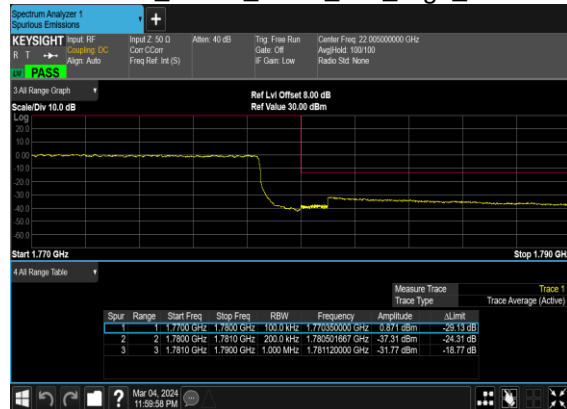 Spectrum Analyzer 1
Spurious Emissions
KEYSIGHT
R T
Input: RF
Coupling: DC
Align: Auto
Input Z: 50 Ω
Corr CCorr
Freq Ref: Int (S)
Atten: 40 dB
Trig: Free Run
Gate: Off
IF Gain: Low
Center Freq: 22.005000000 GHz
Avg|Hold: 100/100
Radio Std: None
PASS
3 All Range Graph
Scale/Div 10.0 dB
Ref Lvl Offset 8.00 dB
Ref Value 30.00 dBm
Log
20.0
10.0
0.00
-10.0
-20.0
-30.0
-40.0
-50.0
-60.0
Start 1.770 GHz
Stop 1.790 GHz
4 All Range Table
Measure Trace Trace 1
Trace Type Trace Average (Active)
Spur Range Start Freq Stop Freq RBW Frequency Amplitude ΔLimit
1 1 1.7700 GHz 1.7800 GHz 100.0 kHz 1.770350000 GHz 0.871 dBm -29.13 dB
2 2 1.7800 GHz 1.7810 GHz 200.0 kHz 1.780501667 GHz -37.31 dBm -24.31 dB
3 3 1.7810 GHz 1.7900 GHz 1.000 MHz 1.781120000 GHz -31.77 dBm -18.77 dB
Mar 04, 2024
11:59:58 PM